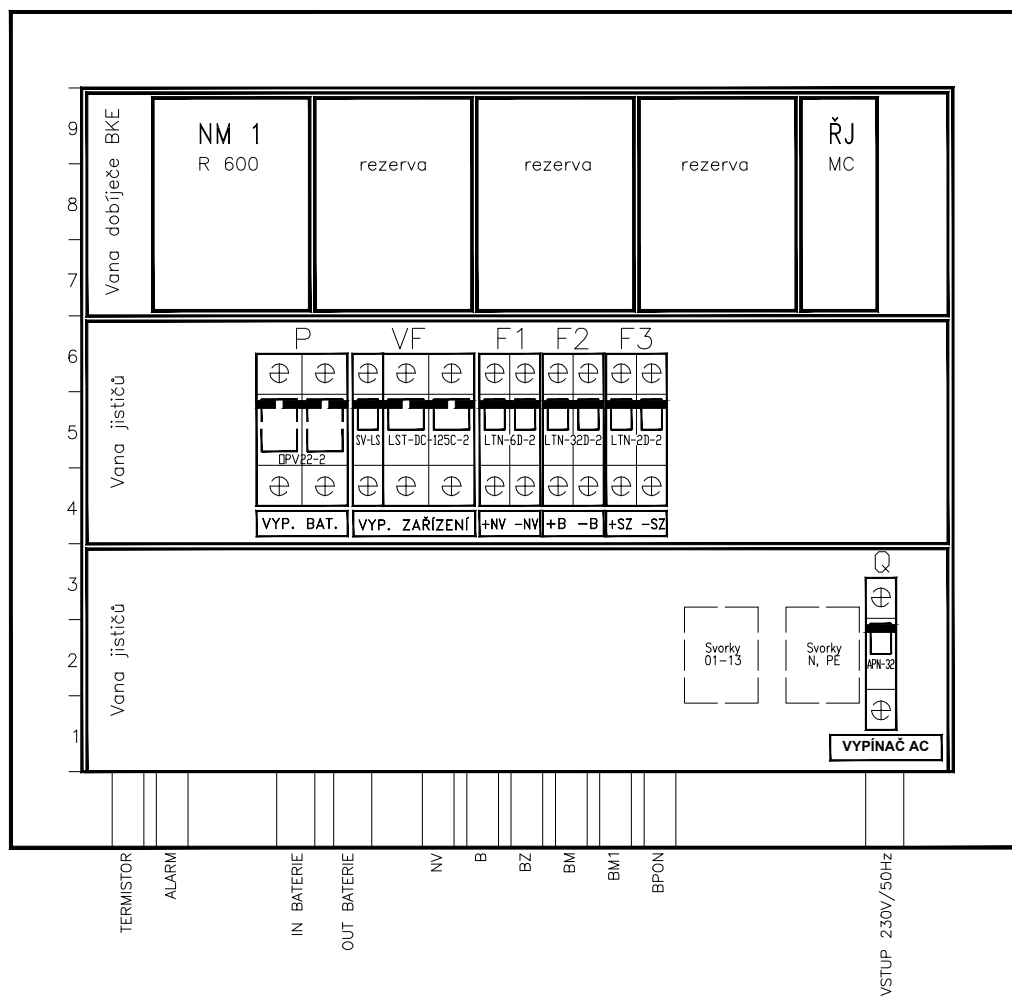 9
8
7
Vana dobíječe BKE
NM 1
R 600
rezerva
rezerva
rezerva
ŘJ
MC
6
5
4
Vana jističů
P
VF
F1
F2
F3
SV-LS
LST-DC-125C-2
LTN-6D-2
LTN-32D-2
LTN-2D-2
▯PV22-2
VYP. BAT.
VYP. ZAŘÍZENÍ
+NV -NV
+B -B
+SZ -SZ
3
2
1
Vana jističů
Q
Svorky
01-13
Svorky
N, PE
APN-32
VYPÍNAČ AC
TERMISTOR
ALARM
IN BATERIE
OUT BATERIE
NV
B
BZ
BM
BM1
BPON
VSTUP 230V/50Hz